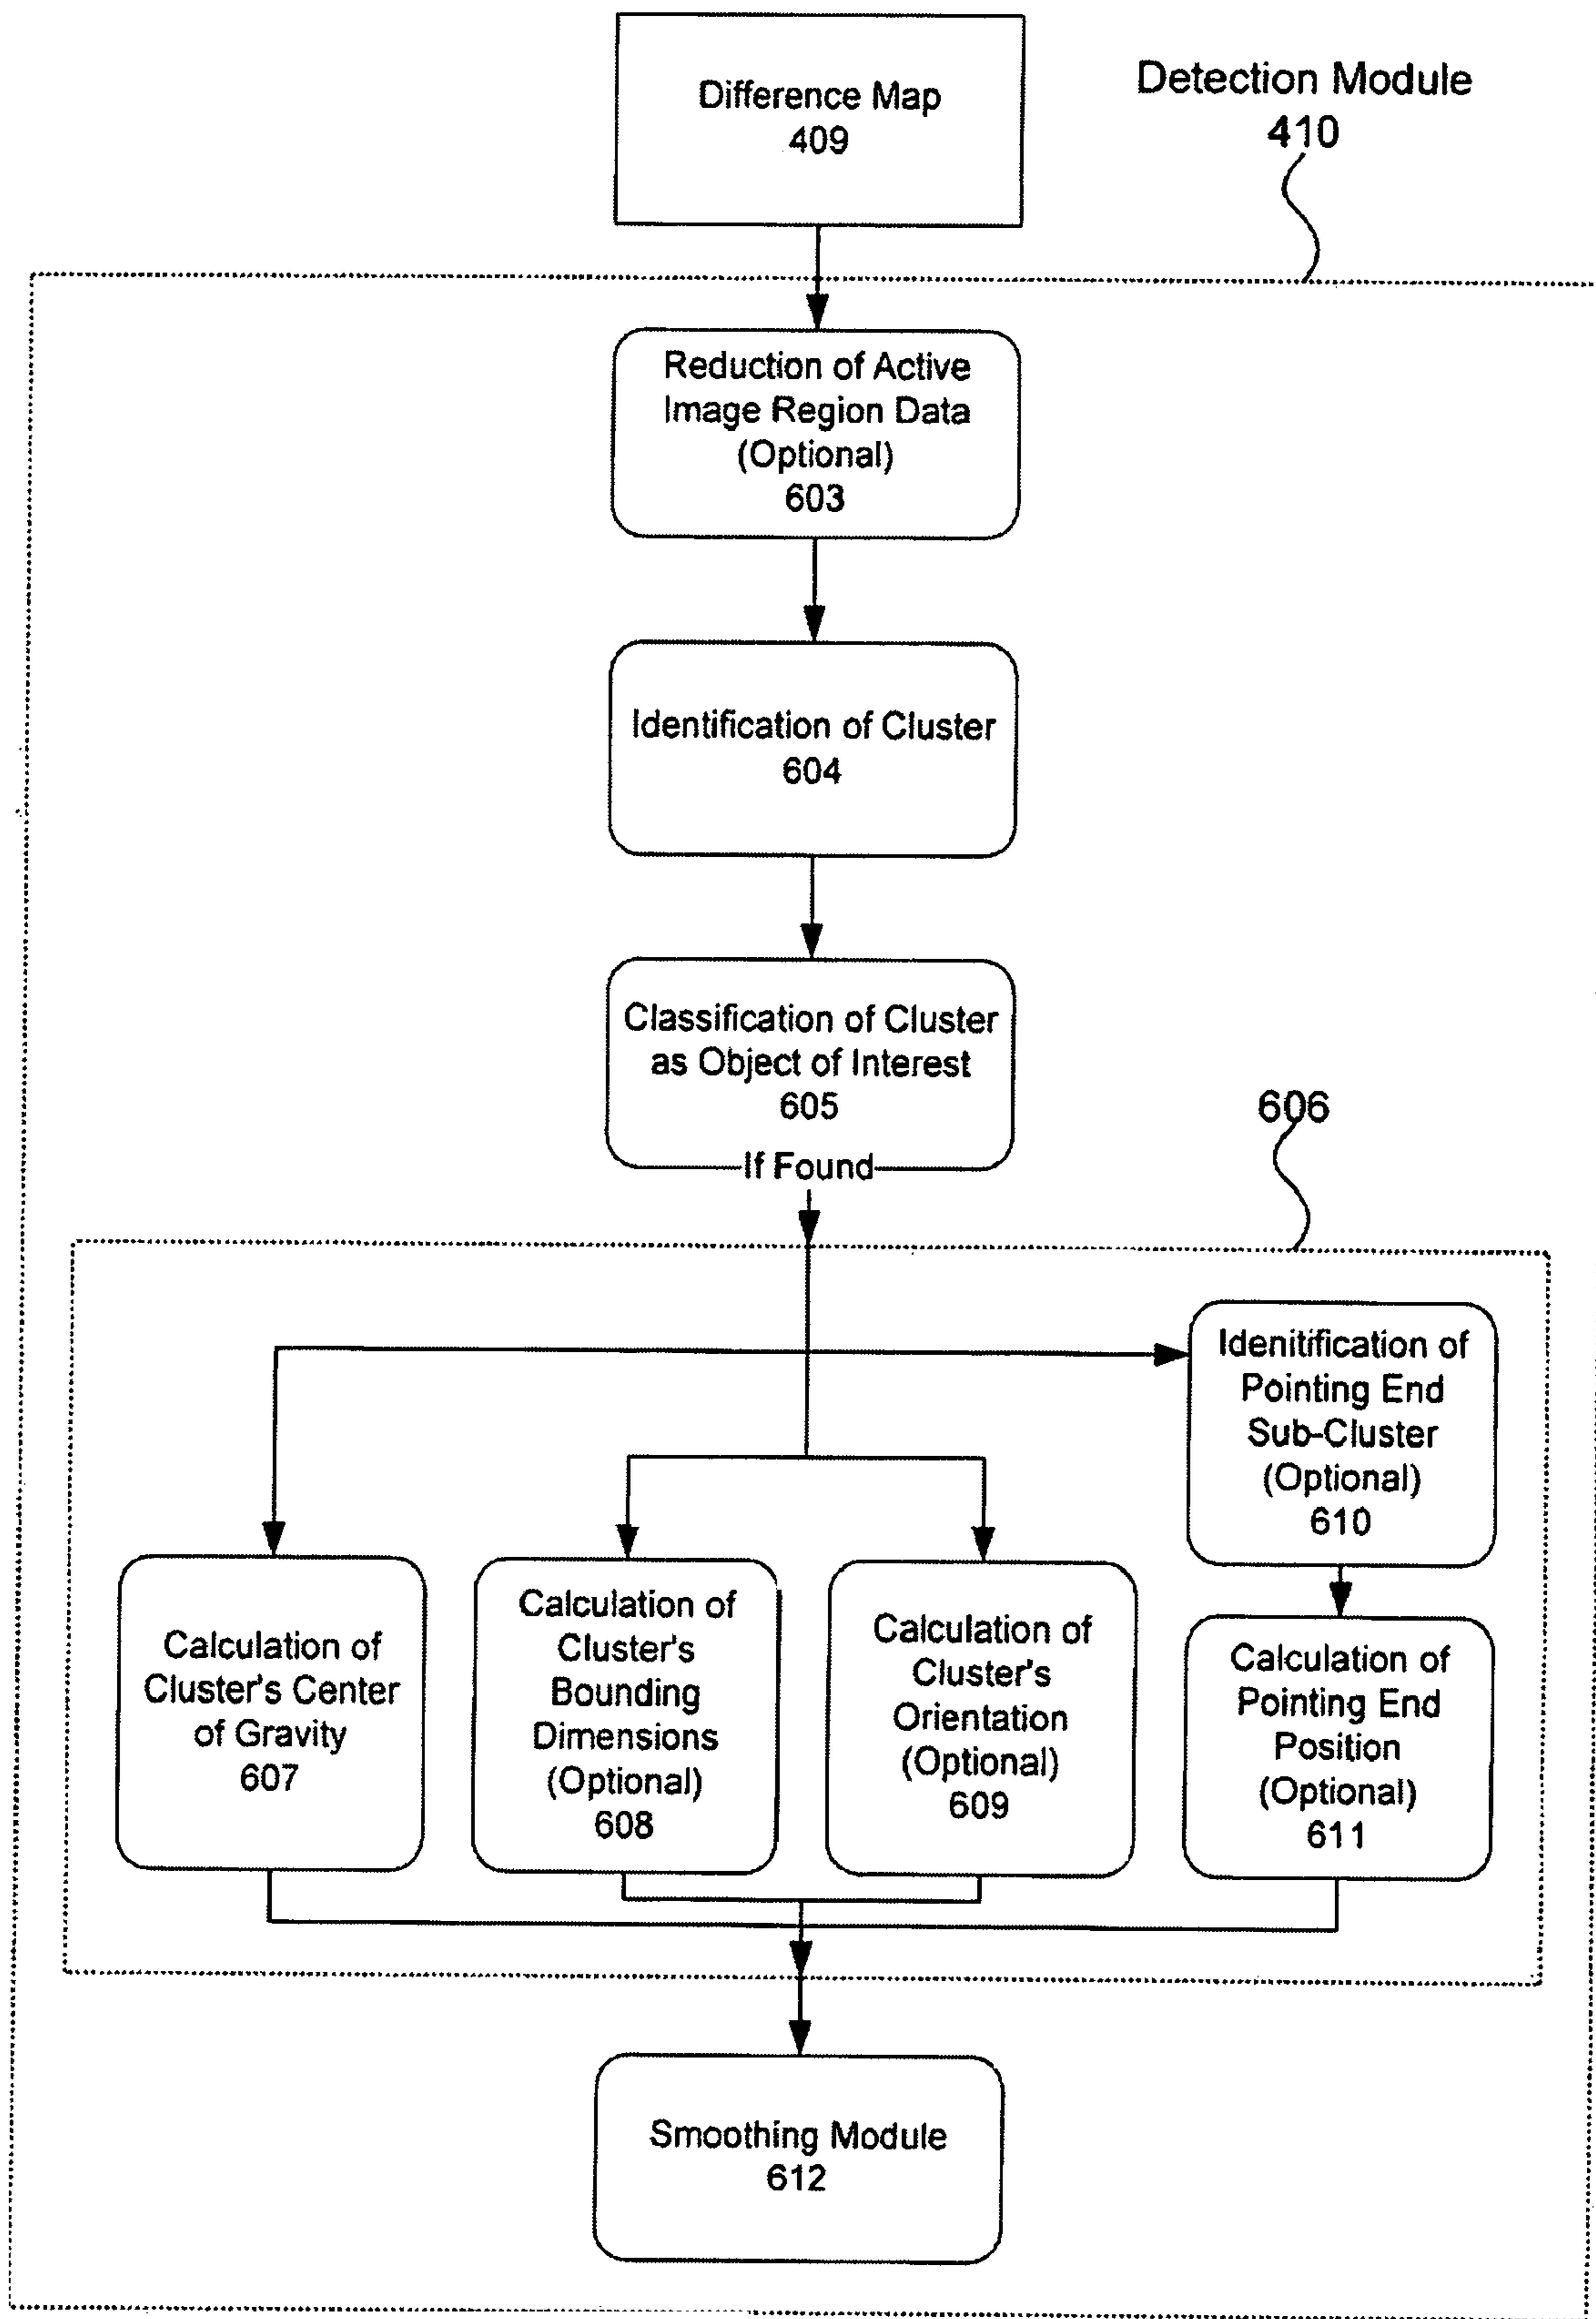 Difference Map
409
Detection Module
410
Reduction of Active
Image Region Data
(Optional)
603
Identification of Cluster
604
Classification of Cluster
as Object of Interest
605
If Found
606
Idenitification of
Pointing End
Sub-Cluster
(Optional)
610
Calculation of
Cluster's Center
of Gravity
607
Calculation of
Cluster's
Bounding
Dimensions
(Optional)
608
Calculation of
Cluster's
Orientation
(Optional)
609
Calculation of
Pointing End
Position
(Optional)
611
Smoothing Module
612